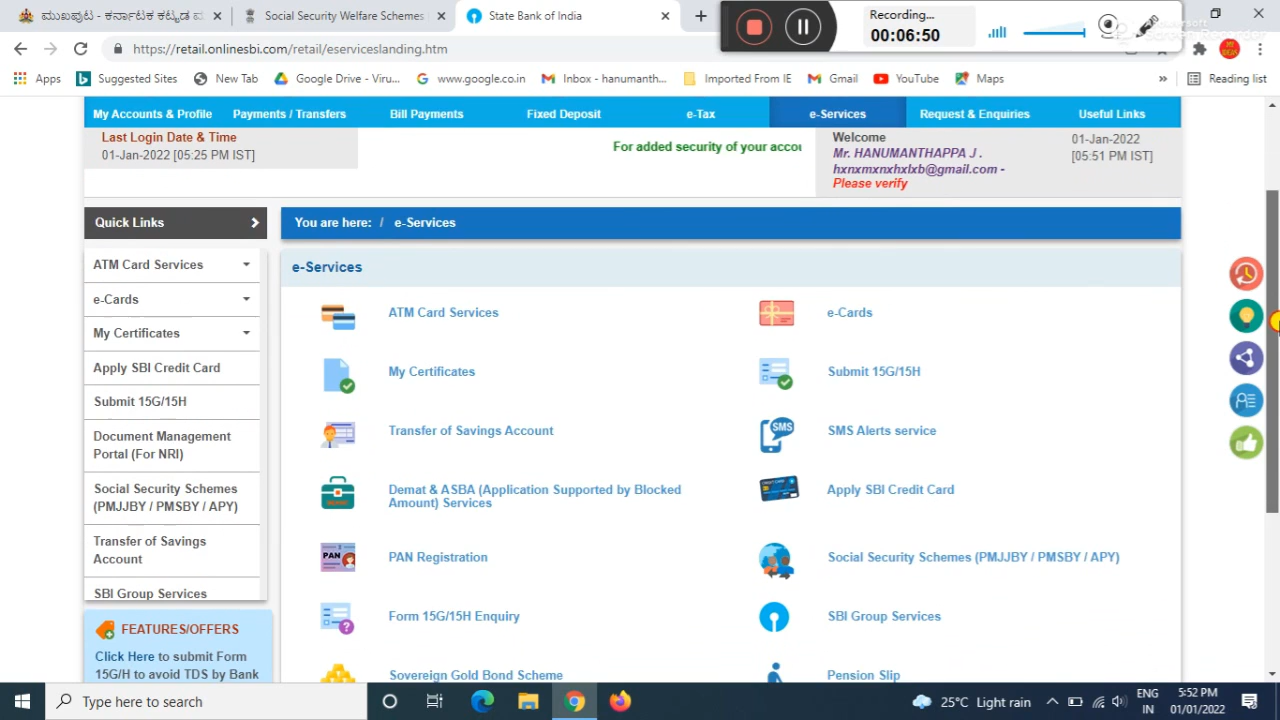 ಮುಖಪುಟ - ಕರ್ನಾಟಕ
Social Security Welfare Schemes
State Bank of India
Recording...
00:06:50
https://retail.onlinesbi.com/retail/eserviceslanding.htm
Apps
Suggested Sites
New Tab
Google Drive - Viru...
www.google.co.in
Inbox - hanumanth...
Imported From IE
Gmail
YouTube
Maps
»
Reading list
My Accounts & Profile
Payments / Transfers
Bill Payments
Fixed Deposit
e-Tax
e-Services
Request & Enquiries
Useful Links
Last Login Date & Time
01-Jan-2022 [05:25 PM IST]
For added security of your accou
Welcome
Mr. HANUMANTHAPPA J .
hxnxmxnxhxlxb@gmail.com -
Please verify
01-Jan-2022
[05:51 PM IST]
Quick Links
You are here: / e-Services
ATM Card Services
e-Cards
My Certificates
Apply SBI Credit Card
Submit 15G/15H
Document Management
Portal (For NRI)
Social Security Schemes
(PMJJBY / PMSBY / APY)
Transfer of Savings
Account
SBI Group Services
FEATURES/OFFERS
Click Here to submit Form
15G/H to avoid TDS by Bank
e-Services
ATM Card Services
e-Cards
My Certificates
Submit 15G/15H
Transfer of Savings Account
SMS
SMS Alerts service
Demat & ASBA (Application Supported by Blocked
Amount) Services
Apply SBI Credit Card
PAN
PAN Registration
Social Security Schemes (PMJJBY / PMSBY / APY)
Form 15G/15H Enquiry
SBI Group Services
Sovereign Gold Bond Scheme
Pension Slip
Type here to search
25°C Light rain
ENG
IN
5:52 PM
01/01/2022